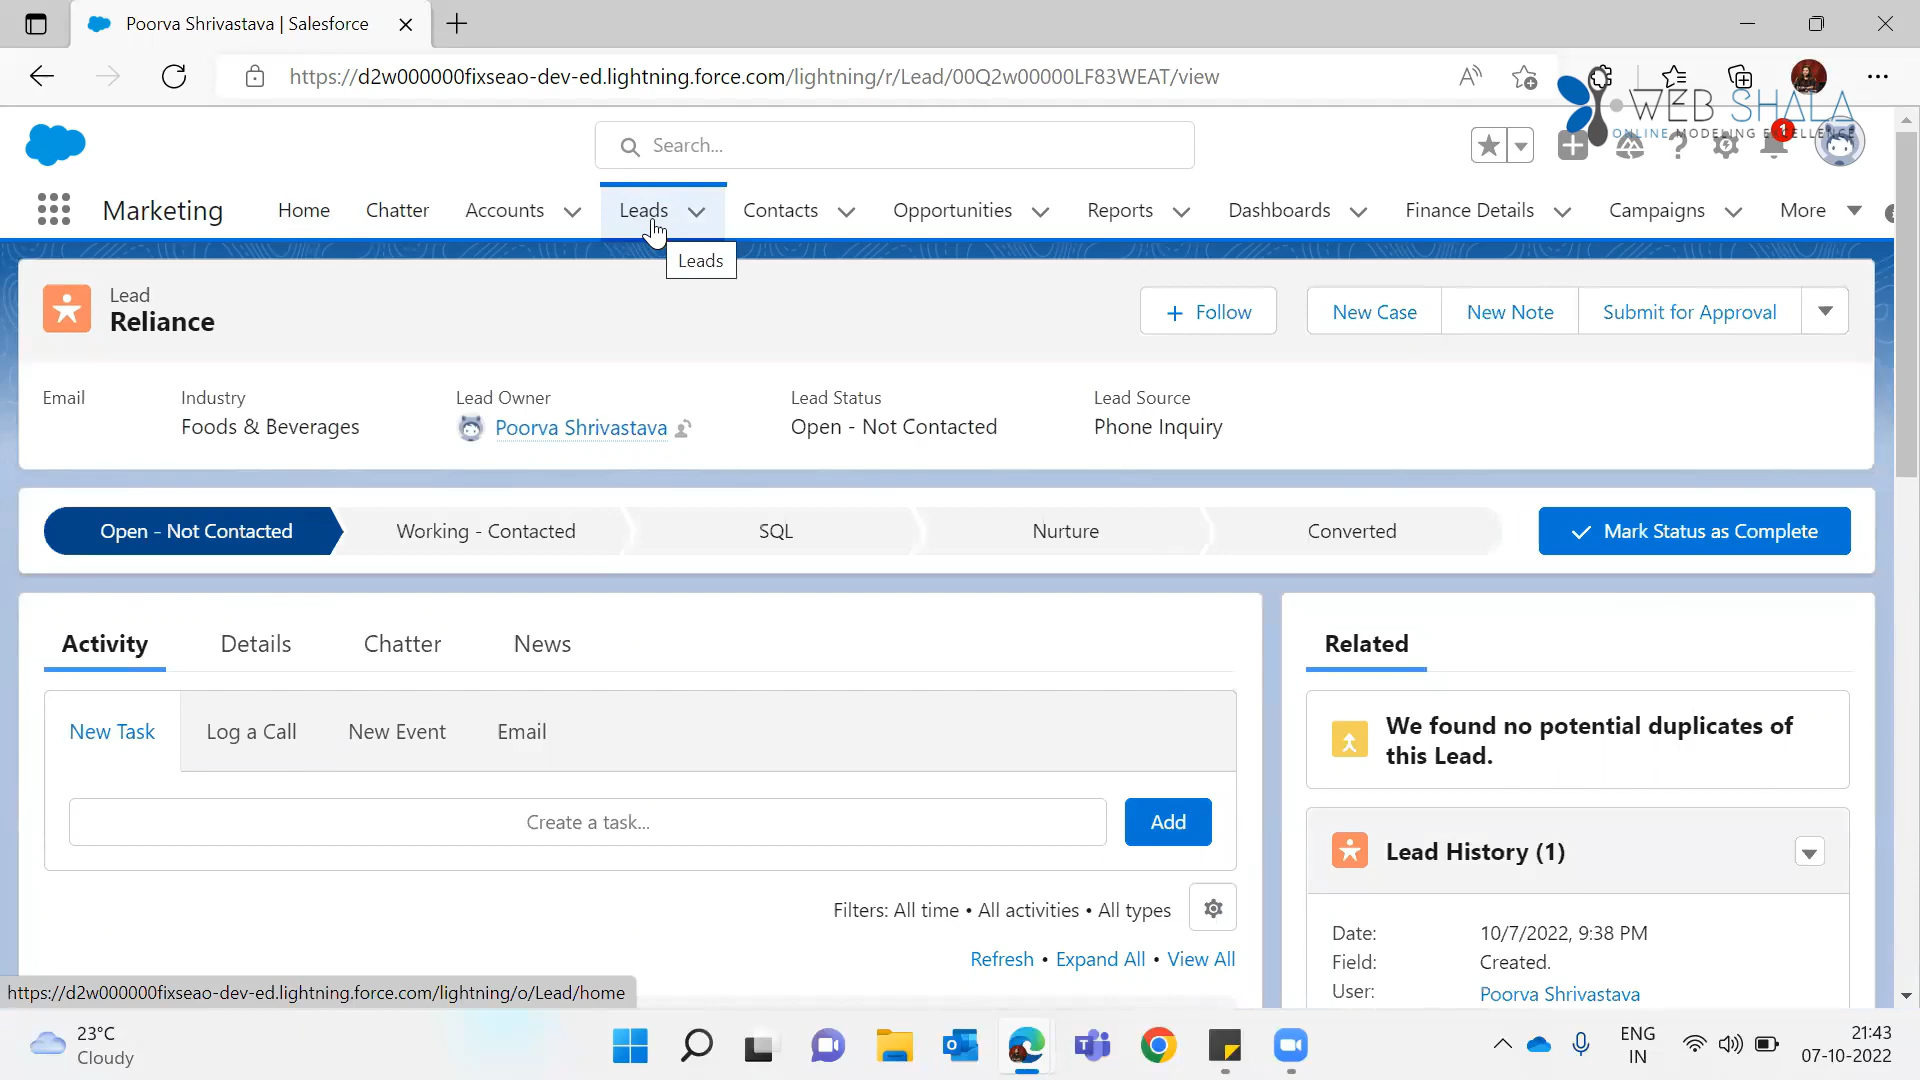 Poorva Shrivastava | Salesforce
https://d2w000000fixseao-dev-ed.lightning.force.com/lightning/r/Lead/00Q2w00000LF83WEAT/view
WEB SHALA
ONLINE MODELING EXCELLENCE
Search...
1
Marketing Home Chatter Accounts Leads Contacts Opportunities Reports Dashboards Finance Details Campaigns More
Leads
Lead
Reliance
+ Follow New Case New Note Submit for Approval
Email Industry Lead Owner Lead Status Lead Source
Foods & Beverages Poorva Shrivastava Open - Not Contacted Phone Inquiry
Open - Not Contacted Working - Contacted SQL Nurture Converted Mark Status as Complete
Activity Details Chatter News
Related
New Task Log a Call New Event Email
We found no potential duplicates of
this Lead.
Create a task... Add
Lead History (1)
Filters: All time • All activities • All types
Refresh • Expand All • View All
Date: 10/7/2022, 9:38 PM
Field: Created.
User: Poorva Shrivastava
https://d2w000000fixseao-dev-ed.lightning.force.com/lightning/o/Lead/home
23°C
Cloudy
ENG
IN
21:43
07-10-2022